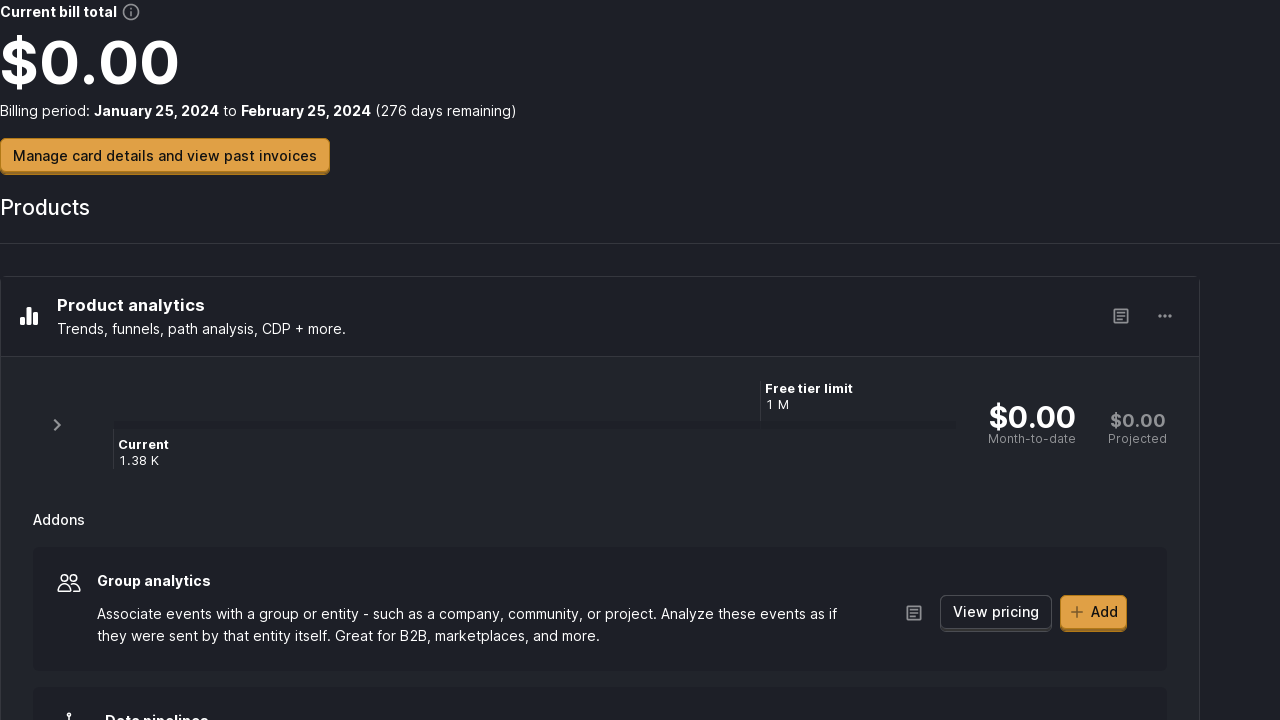 Current bill total
$0.00
Billing period: January 25, 2024 to February 25, 2024 (276 days remaining)
Manage card details and view past invoices
Products
Product analytics
Trends, funnels, path analysis, CDP + more.
Free tier limit
1 M
Current
1.38 K
$0.00
Month-to-date
$0.00
Projected
Addons
Group analytics
Associate events with a group or entity - such as a company, community, or project. Analyze these events as if
they were sent by that entity itself. Great for B2B, marketplaces, and more.
View pricing
Add
Data pipelines